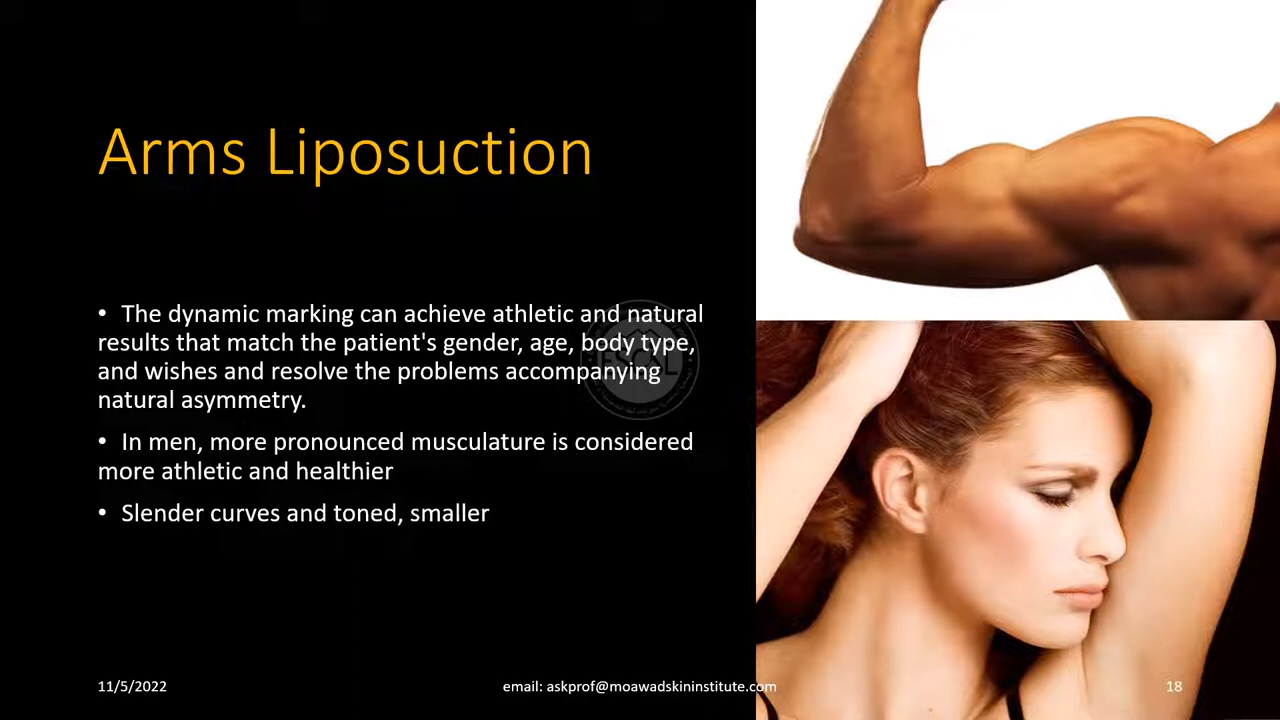 Arms Liposuction
• The dynamic marking can achieve athletic and natural
results that match the patient's gender, age, body type,
and wishes and resolve the problems accompanying
natural asymmetry.
• In men, more pronounced musculature is considered
more athletic and healthier
• Slender curves and toned, smaller
11/5/2022
email: askprof@moawadskininstitute.com
18